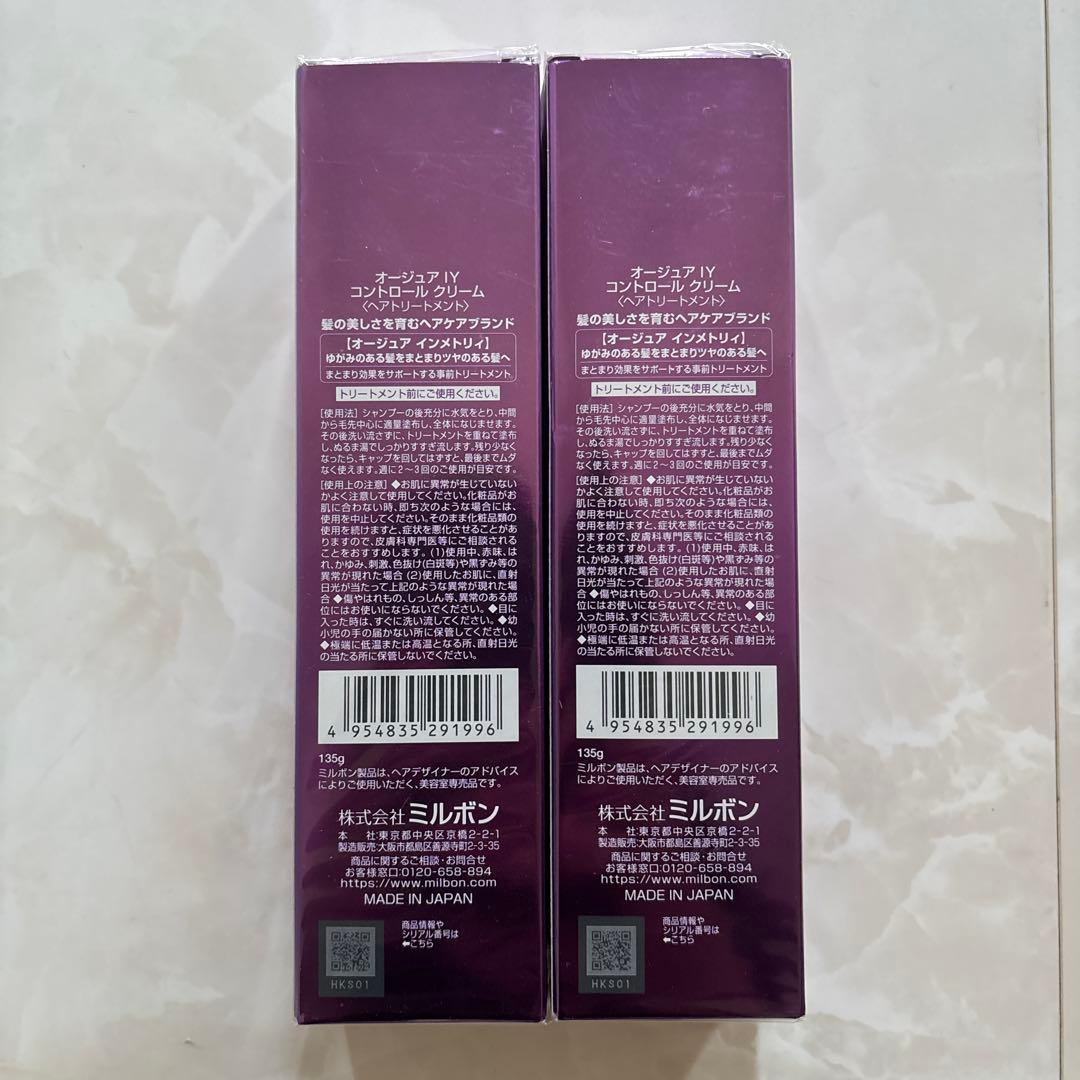 オージュア IY
コントロール クリーム
〈ヘアトリートメント〉
髪の美しさを育むヘアケアブランド
【オージュア インメトリィ】
ゆがみのある髪をまとまりツヤのある髪へ
まとまり効果をサポートする事前トリートメント
トリートメント前にご使用ください。
[使用法] シャンプーの後充分に水気をとり、中間
から毛先中心に適量塗布し、全体になじませます。
その後洗い流さずに、トリートメントを重ねて塗布
し、ぬるま湯でしっかりすすぎ流します。残り少なく
なったら、キャップを回してはずすと、最後までムダ
なく使えます。週に2〜3回のご使用が目安です。
[使用上の注意] ◆お肌に異常が生じていない
かよく注意して使用してください。化粧品がお
肌に合わない時、即ち次のような場合には、
使用を中止してください。そのまま化粧品類の
使用を続けますと、症状を悪化させることがあ
りますので、皮膚科専門医等にご相談される
ことをおすすめします。(1)使用中、赤味、は
れ、かゆみ、刺激、色抜け(白斑等)や黒ずみ等の
異常が現れた場合 (2)使用したお肌に、直射
日光が当たって上記のような異常が現れた場
合 ◆傷やはれもの、しっしん等、異常のある部
位にはお使いにならないでください。◆目に
入った時は、すぐに洗い流してください。◆幼
小児の手の届かない所に保管してください。
◆極端に低温または高温となる所、直射日光
の当たる所に保管しないでください。
4 954835 291996
135g
ミルボン製品は、ヘアデザイナーのアドバイス
によりご使用いただく、美容室専売品です。
株式会社 ミルボン
本 社:東京都中央区京橋2-2-1
製造販売:大阪市都島区善源寺町2-3-35
商品に関するご相談・お問合せ
お客様窓口:0120-658-894
https://www.milbon.com
MADE IN JAPAN
商品情報や
シリアル番号は
⬅こちら
HKS01
オージュア IY
コントロール クリーム
〈ヘアトリートメント〉
髪の美しさを育むヘアケアブランド
【オージュア インメトリィ】
ゆがみのある髪をまとまりツヤのある髪へ
まとまり効果をサポートする事前トリートメント
トリートメント前にご使用ください。
[使用法] シャンプーの後充分に水気をとり、中間
から毛先中心に適量塗布し、全体になじませます。
その後洗い流さずに、トリートメントを重ねて塗布
し、ぬるま湯でしっかりすすぎ流します。残り少なく
なったら、キャップを回してはずすと、最後までムダ
なく使えます。週に2〜3回のご使用が目安です。
[使用上の注意] ◆お肌に異常が生じていない
かよく注意して使用してください。化粧品がお
肌に合わない時、即ち次のような場合には、
使用を中止してください。そのまま化粧品類の
使用を続けますと、症状を悪化させることがあ
りますので、皮膚科専門医等にご相談される
ことをおすすめします。(1)使用中、赤味、は
れ、かゆみ、刺激、色抜け(白斑等)や黒ずみ等の
異常が現れた場合 (2)使用したお肌に、直射
日光が当たって上記のような異常が現れた場
合 ◆傷やはれもの、しっしん等、異常のある部
位にはお使いにならないでください。◆目に
入った時は、すぐに洗い流してください。◆幼
小児の手の届かない所に保管してください。
◆極端に低温または高温となる所、直射日光
の当たる所に保管しないでください。
4 954835 291996
135g
ミルボン製品は、ヘアデザイナーのアドバイス
によりご使用いただく、美容室専売品です。
株式会社 ミルボン
本 社:東京都中央区京橋2-2-1
製造販売:大阪市都島区善源寺町2-3-35
商品に関するご相談・お問合せ
お客様窓口:0120-658-894
https://www.milbon.com
MADE IN JAPAN
商品情報や
シリアル番号は
⬅こちら
HKS01